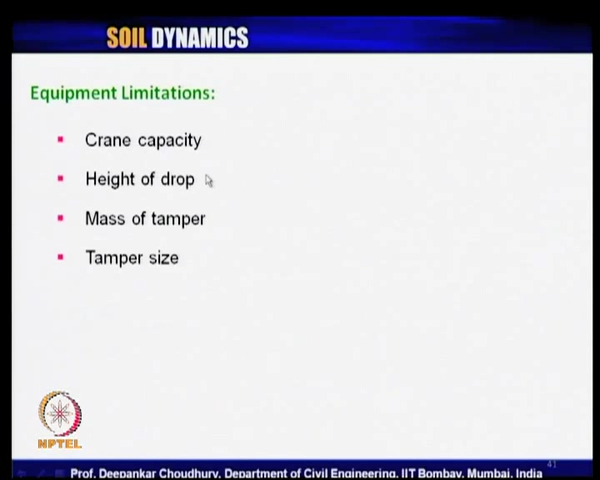 SOIL DYNAMICS
Equipment Limitations:
Crane capacity
Height of drop
Mass of tamper
Tamper size
NPTEL
41
Prof. Deepankar Choudhury, Department of Civil Engineering, IIT Bombay, Mumbai, India